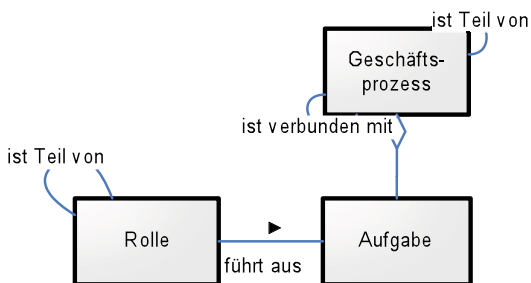 ist Teil von
Geschäfts-
prozess
ist verbunden mit
ist Teil von
Rolle
führt aus
Aufgabe